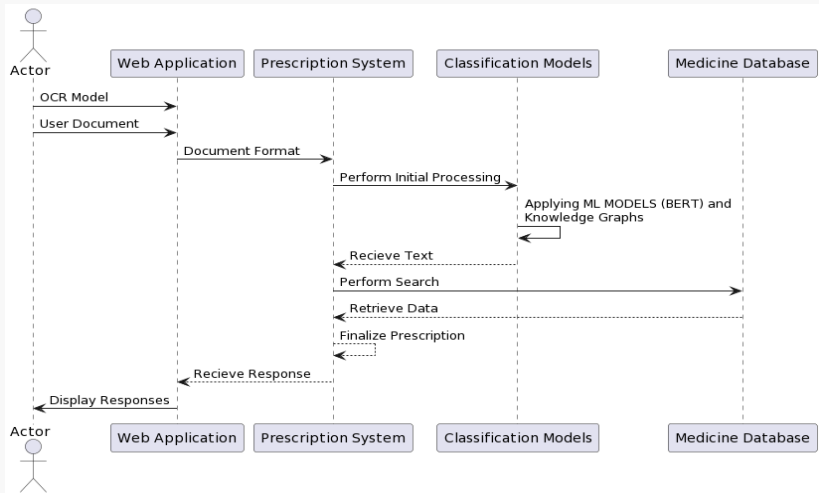 Actor
Web Application
Prescription System
Classification Models
Medicine Database
OCR Model
User Document
Document Format
Perform Initial Processing
Applying ML MODELS (BERT) and
Knowledge Graphs
Recieve Text
Perform Search
Retrieve Data
Finalize Prescription
Recieve Response
Display Responses
Actor
Web Application
Prescription System
Classification Models
Medicine Database